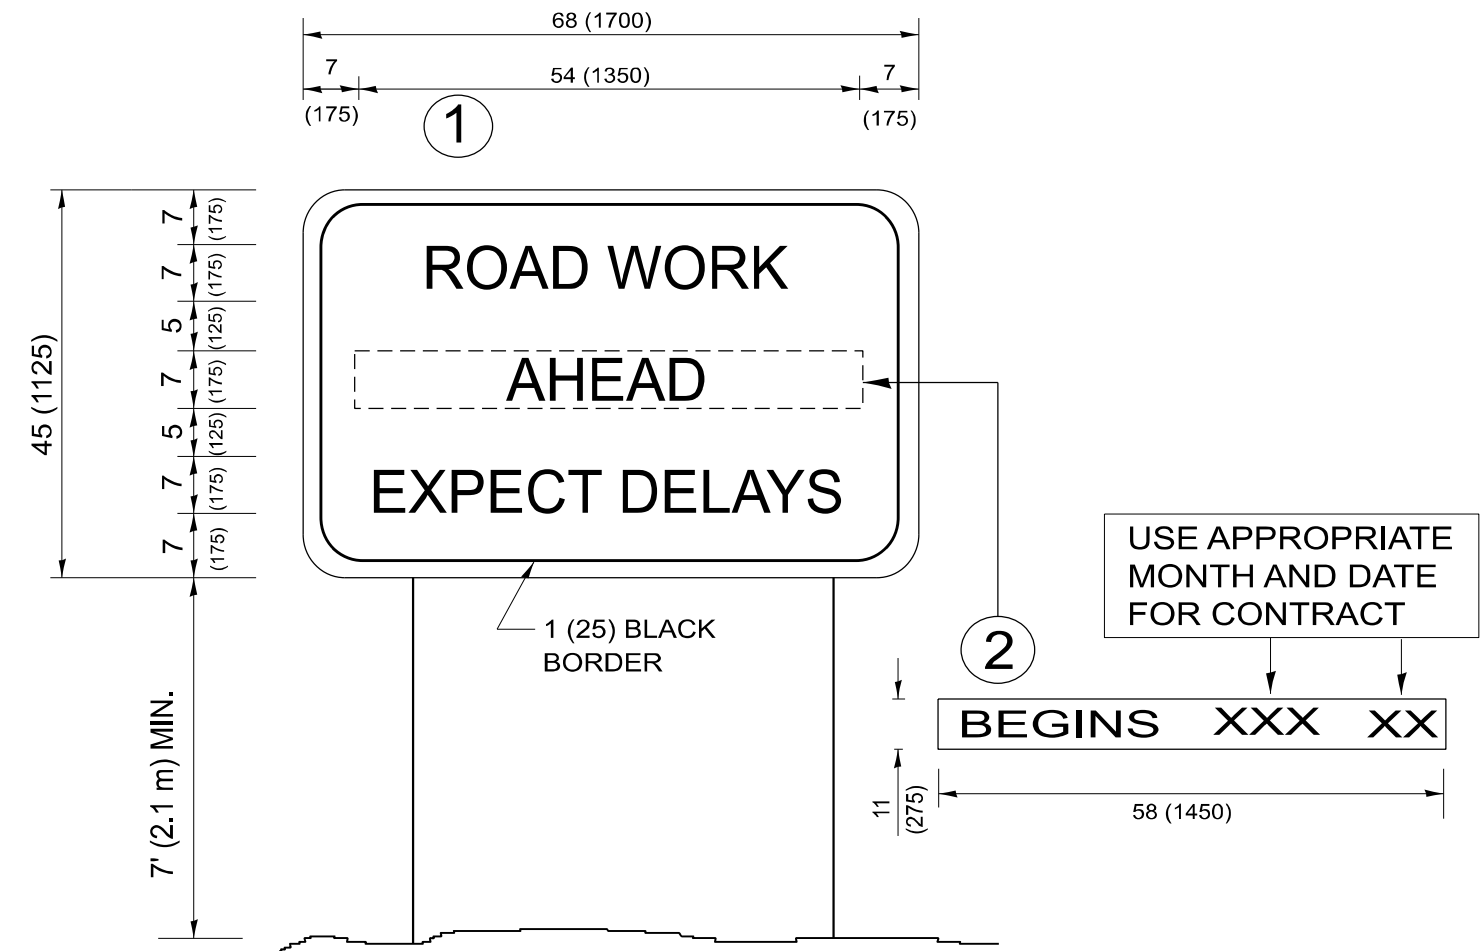 68 (1700)
7
54 (1350)
7
(175)
(175)
1
45 (1125)
7 (175)
7 (175)
5 (125)
7 (175)
5 (125)
7 (175)
7 (175)
ROAD WORK
AHEAD
EXPECT DELAYS
1 (25) BLACK
BORDER
7' (2.1 m) MIN.
2
USE APPROPRIATE
MONTH AND DATE
FOR CONTRACT
BEGINS XXX XX
11
(275)
58 (1450)